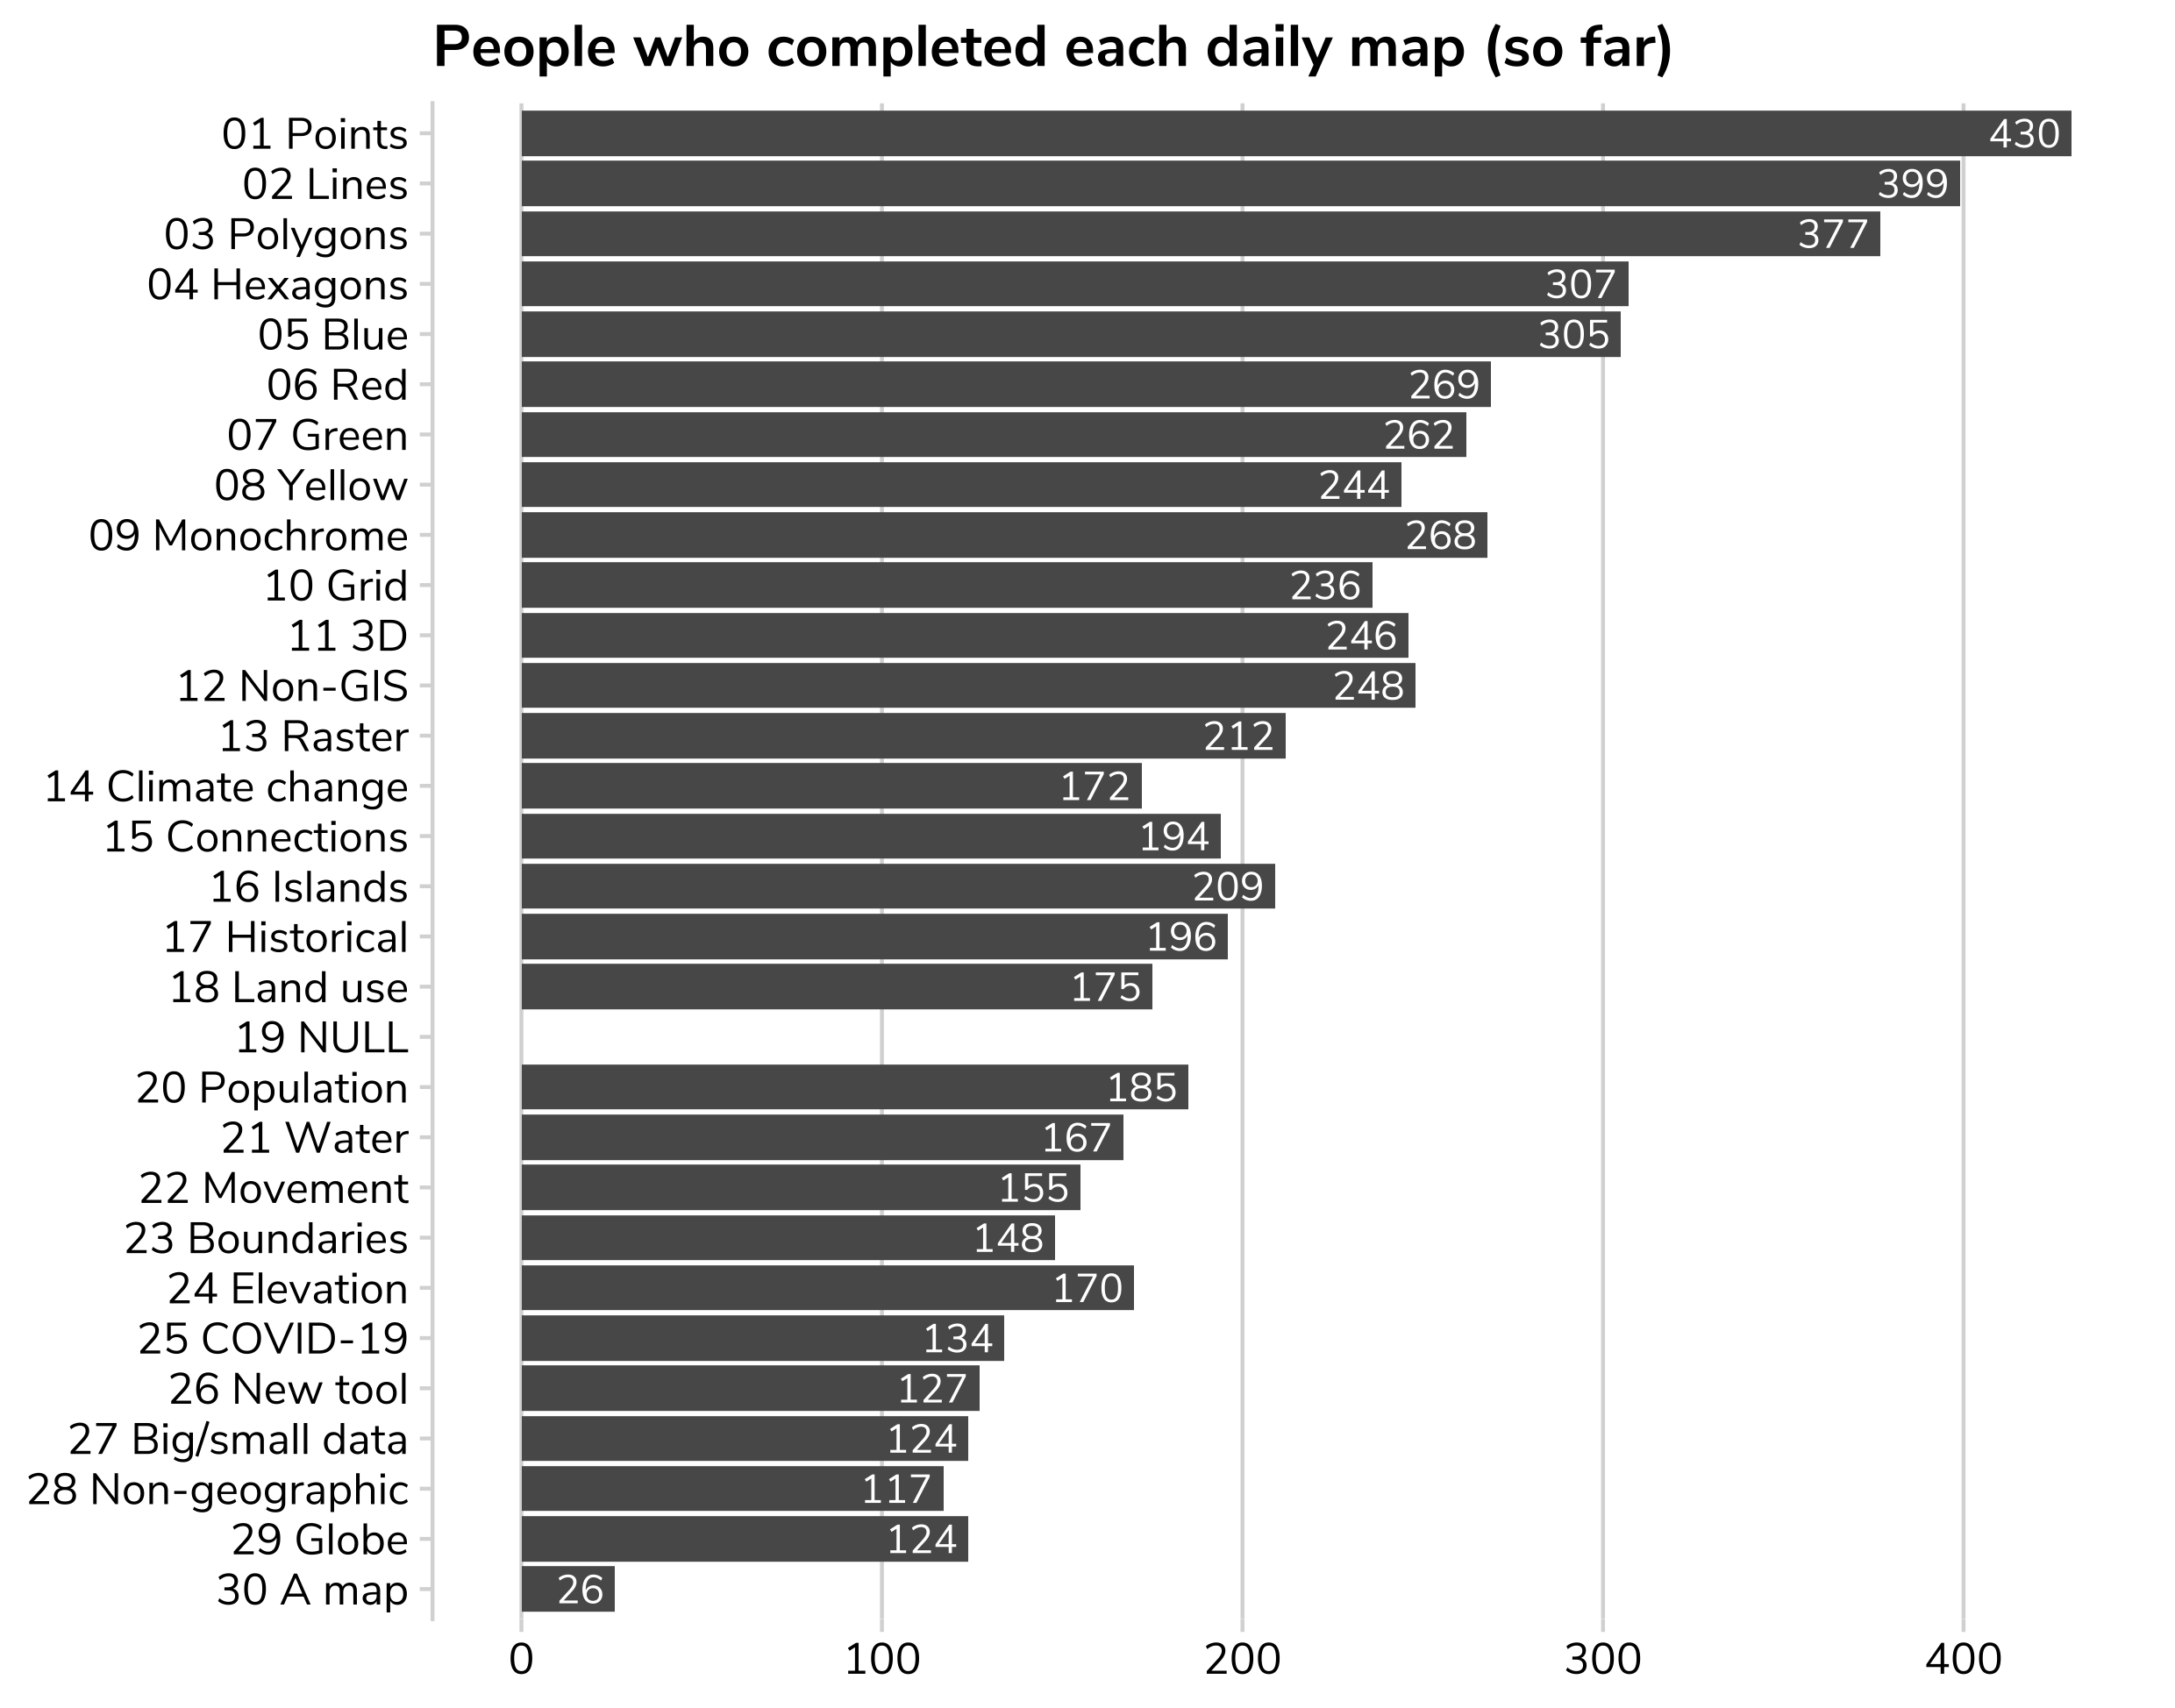 People who completed each daily map (so far)
01 Points 430
02 Lines 399
03 Polygons 377
04 Hexagons 307
05 Blue 305
06 Red 269
07 Green 262
08 Yellow 244
09 Monochrome 268
10 Grid 236
11 3D 246
12 Non-GIS 248
13 Raster 212
14 Climate change 172
15 Connections 194
16 Islands 209
17 Historical 196
18 Land use 175
19 NULL
20 Population 185
21 Water 167
22 Movement 155
23 Boundaries 148
24 Elevation 170
25 COVID-19 134
26 New tool 127
27 Big/small data 124
28 Non-geographic 117
29 Globe 124
30 A map 26
0 100 200 300 400